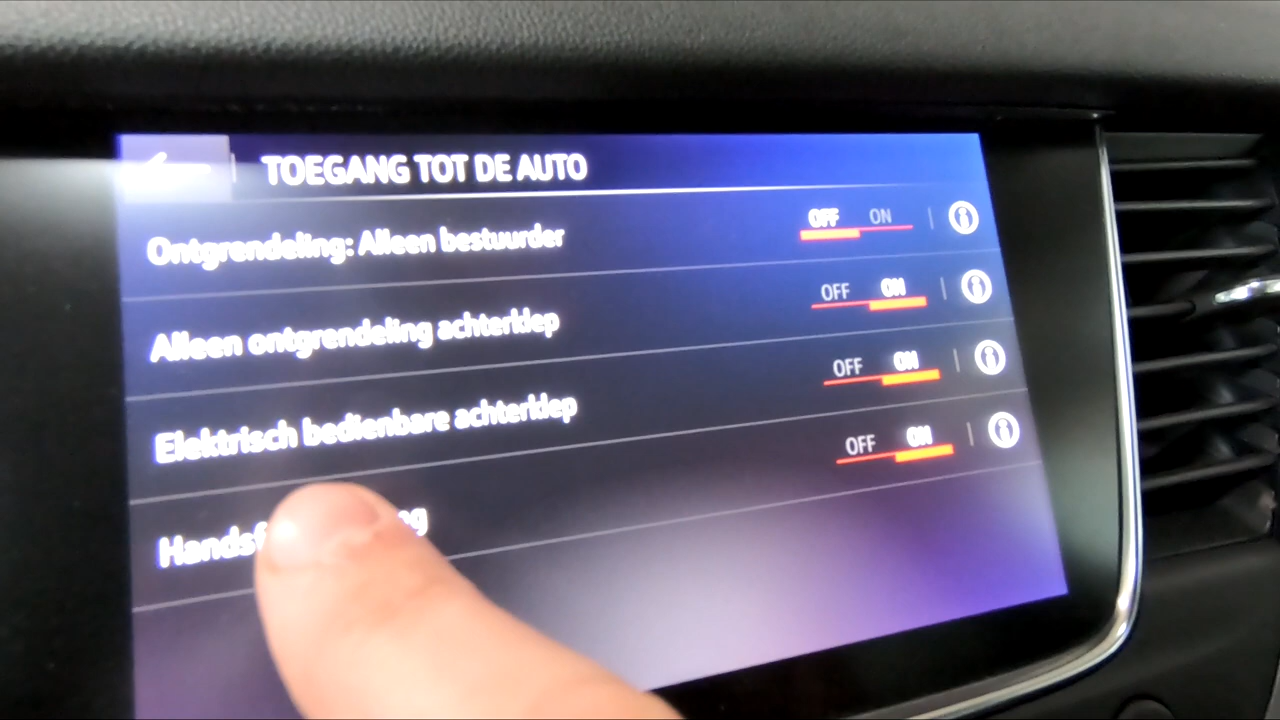 TOEGANG TOT DE AUTO
Ontgrendeling: Alleen bestuurder OFF ON
Alleen ontgrendeling achterklep OFF ON
Elektrisch bedienbare achterklep OFF ON
OFF ON